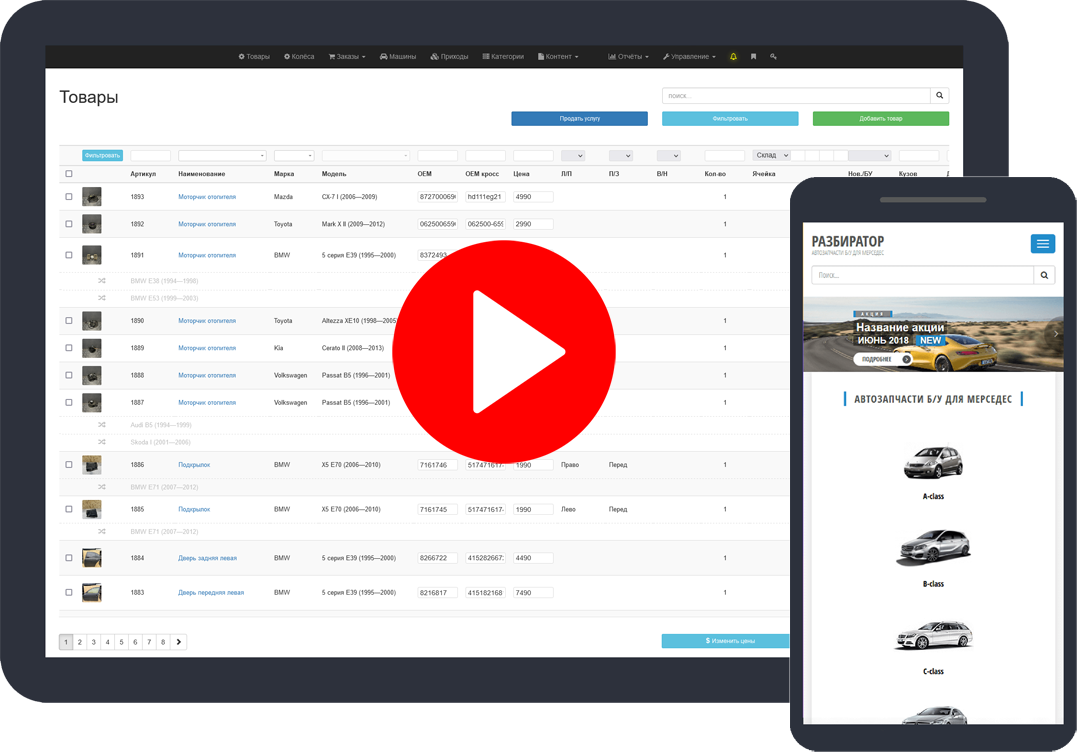 Товары Колёса Заказы Машины Приходы Категории Контент Отчёты Управление
Товары
поиск...
Продать услугу Фильтровать Добавить товар
Фильтровать Склад
Артикул Наименование Марка Модель OEM OEM кросс Цена Л/П П/З В/Н Кол-во Ячейка Нов./БУ Кузов
1893 Моторчик отопителя Mazda CX-7 I (2006—2009) 872700069 hd111eg21 4990 1
1892 Моторчик отопителя Toyota Mark X II (2009—2012) 062500659 062500-659 2990 1
1891 Моторчик отопителя BMW 5 серия E39 (1995—2000) 8372493 1
BMW E38 (1994—1998)
BMW E53 (1999—2003)
1890 Моторчик отопителя Toyota Altezza XE10 (1998—2005) 1
1889 Моторчик отопителя Kia Cerato II (2008—2013) 1
1888 Моторчик отопителя Volkswagen Passat B5 (1996—2001) 1
1887 Моторчик отопителя Volkswagen Passat B5 (1996—2001) 1
Audi B5 (1994—1999)
Skoda I (2001—2006)
1886 Подкрылок BMW X5 E70 (2006—2010) 7161746 517471617- 1990 Право Перед 1
BMW E71 (2007—2012)
1885 Подкрылок BMW X5 E70 (2006—2010) 7161745 517471617- 1990 Лево Перед 1
BMW E71 (2007—2012)
1884 Дверь задняя левая BMW 5 серия E39 (1995—2000) 8266722 415282667 4490 1
1883 Дверь передняя левая BMW 5 серия E39 (1995—2000) 8216817 415182168 7490 1
1 2 3 4 5 6 7 8
$ Изменить цены
РАЗБИРАТОР
АВТОЗАПЧАСТИ Б/У ДЛЯ МЕРСЕДЕС
Поиск...
АКЦИЯ
Название акции
ИЮНЬ 2018 NEW
ПОДРОБНЕЕ
АВТОЗАПЧАСТИ Б/У ДЛЯ МЕРСЕДЕС
A-class
B-class
C-class